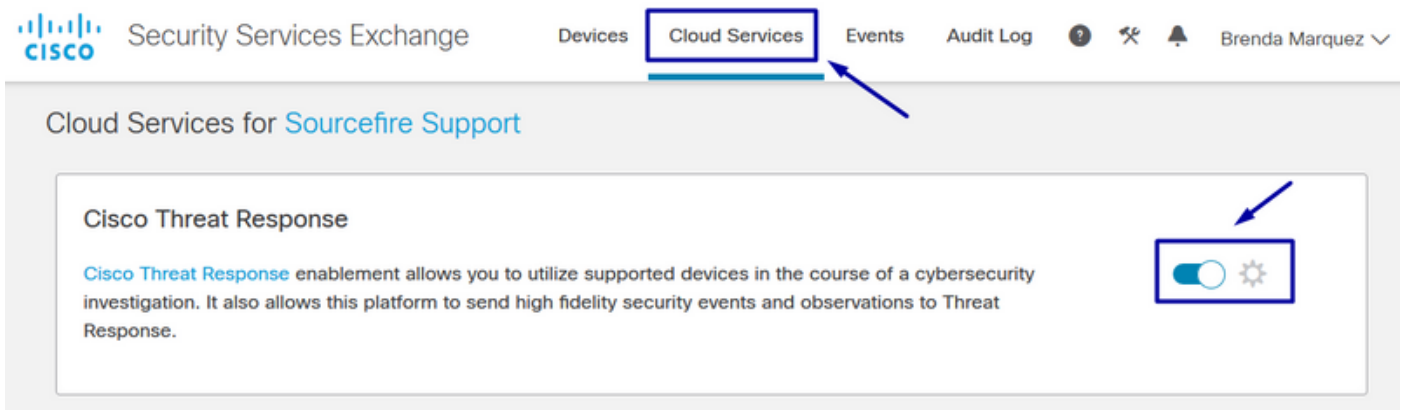 CISCO Security Services Exchange Devices Cloud Services Events Audit Log ? Brenda Marquez
Cloud Services for Sourcefire Support
Cisco Threat Response
Cisco Threat Response enablement allows you to utilize supported devices in the course of a cybersecurity
investigation. It also allows this platform to send high fidelity security events and observations to Threat
Response.